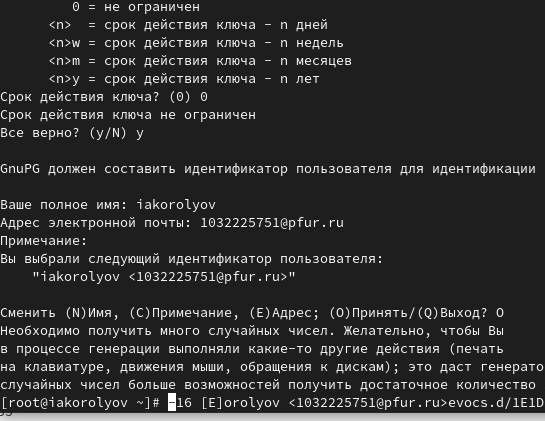 0 = не ограничен
<n>  = срок действия ключа - n дней
<n>w = срок действия ключа - n недель
<n>m = срок действия ключа - n месяцев
<n>y = срок действия ключа - n лет
Срок действия ключа? (0) 0
Срок действия ключа не ограничен
Все верно? (y/N) y
GnuPG должен составить идентификатор пользователя для идентификации
Ваше полное имя: iakorolyov
Адрес электронной почты: 1032225751@pfur.ru
Примечание:
Вы выбрали следующий идентификатор пользователя:
"iakorolyov <1032225751@pfur.ru>"
Сменить (N)Имя, (C)Примечание, (E)Адрес; (O)Принять/(Q)Выход? O
Необходимо получить много случайных чисел. Желательно, чтобы Вы
в процессе генерации выполняли какие-то другие действия (печать
на клавиатуре, движения мыши, обращения к дискам); это даст генерато
случайных чисел больше возможностей получить достаточное количество
[root@iakorolyov ~]# -16 [E]orolyov <1032225751@pfur.ru>evocs.d/1E1D